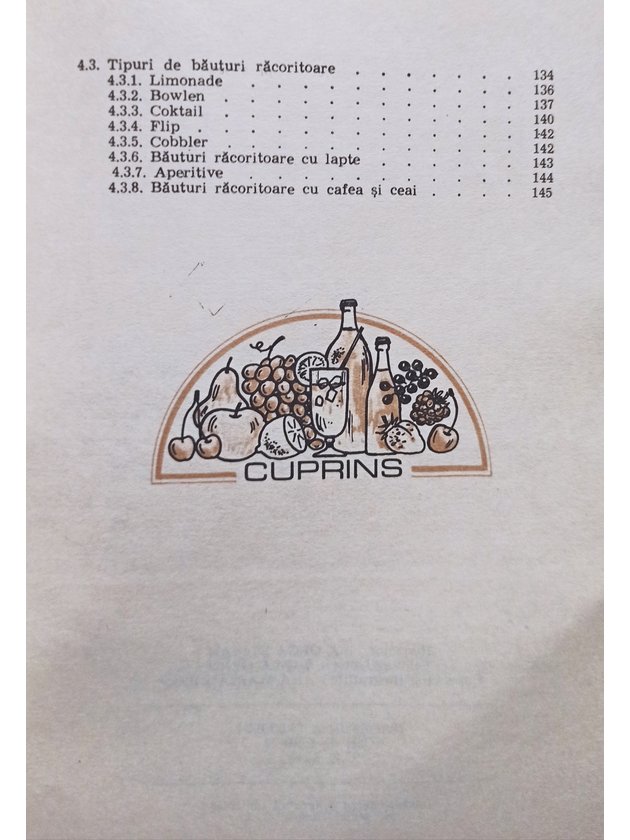 4.3. Tipuri de băuturi răcoritoare . . . . . . . . . 134
4.3.1. Limonade . . . . . . . . . . . . 136
4.3.2. Bowlen . . . . . . . . . . . . . 137
4.3.3. Coktail . . . . . . . . . . . . . 140
4.3.4. Flip . . . . . . . . . . . . . . 142
4.3.5. Cobbler . . . . . . . . . . . . 142
4.3.6. Băuturi răcoritoare cu lapte . . . . . . . 143
4.3.7. Aperitive . . . . . . . . . . . . 144
4.3.8. Băuturi răcoritoare cu cafea și ceai . . . . 145
CUPRINS